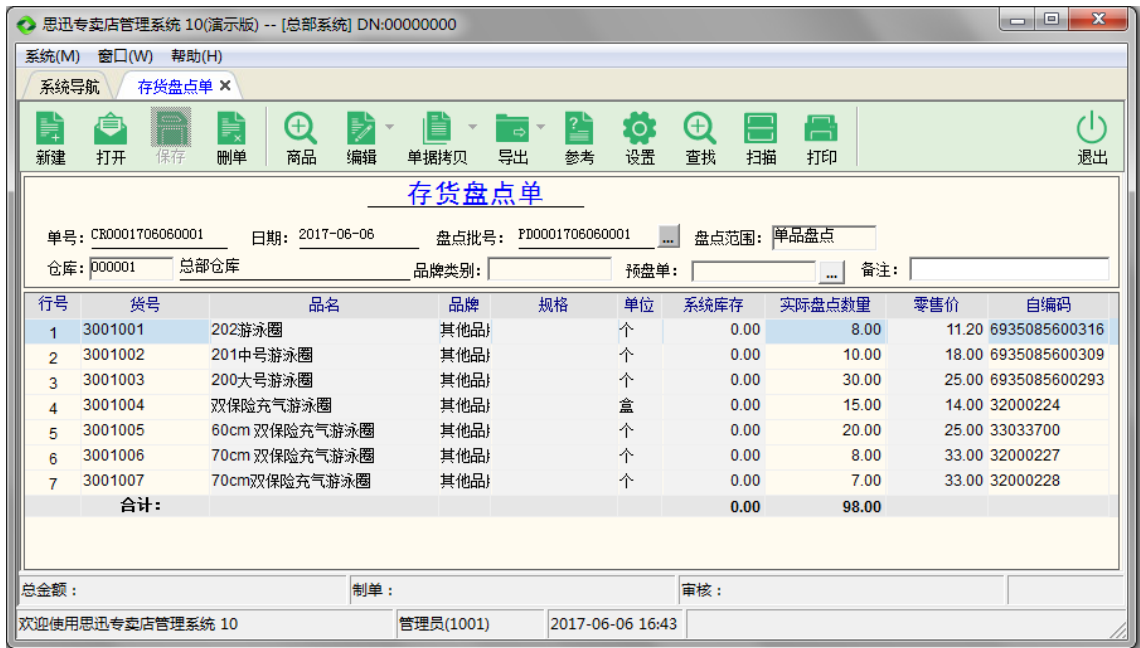 思迅专卖店管理系统 10(演示版) -- [总部系统] DN:00000000
系统(M) 窗口(W) 帮助(H)
系统导航 存货盘点单
新建 打开 保存 删单 商品 编辑 单据拷贝 导出 参考 设置 查找 扫描 打印 退出
存货盘点单
单号: CR0001706060001 日期: 2017-06-06 盘点批号: PD0001706060001 ... 盘点范围: 单品盘点
仓库: 000001 总部仓库 品牌类别: 预盘单: ... 备注:
行号 货号 品名 品牌 规格 单位 系统库存 实际盘点数量 零售价 自编码
1 3001001 202游泳圈 其他品 个 0.00 8.00 11.20 6935085600316
2 3001002 201中号游泳圈 其他品 个 0.00 10.00 18.00 6935085600309
3 3001003 200大号游泳圈 其他品 个 0.00 30.00 25.00 6935085600293
4 3001004 双保险充气游泳圈 其他品 盒 0.00 15.00 14.00 32000224
5 3001005 60cm 双保险充气游泳圈 其他品 个 0.00 20.00 25.00 33033700
6 3001006 70cm 双保险充气游泳圈 其他品 个 0.00 8.00 33.00 32000227
7 3001007 70cm双保险充气游泳圈 其他品 个 0.00 7.00 33.00 32000228
合计: 0.00 98.00
总金额: 制单: 审核:
欢迎使用思迅专卖店管理系统 10 管理员(1001) 2017-06-06 16:43